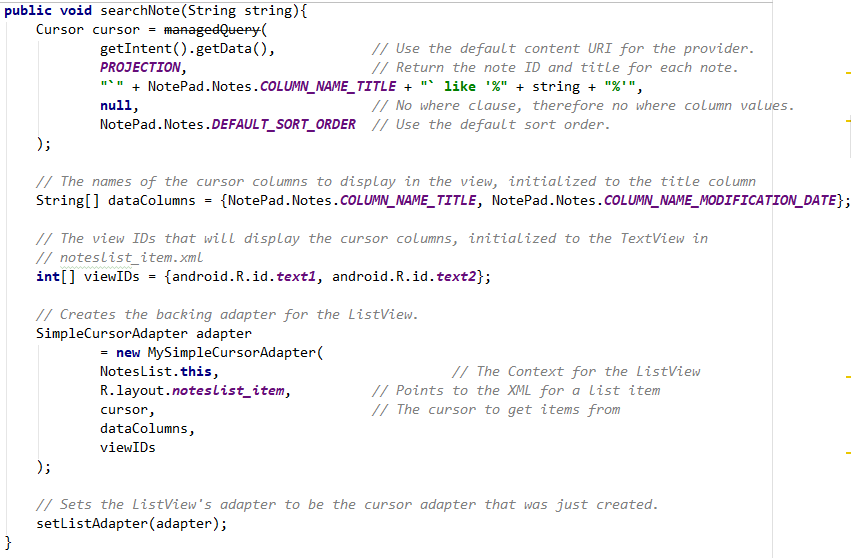 public void searchNote(String string){
    Cursor cursor = managedQuery(
            getIntent().getData(),            // Use the default content URI for the provider.
            PROJECTION,                       // Return the note ID and title for each note.
            "`" + NotePad.Notes.COLUMN_NAME_TITLE + "` like '%" + string + "%'",
            null,                             // No where clause, therefore no where column values.
            NotePad.Notes.DEFAULT_SORT_ORDER  // Use the default sort order.
    );

    // The names of the cursor columns to display in the view, initialized to the title column
    String[] dataColumns = {NotePad.Notes.COLUMN_NAME_TITLE, NotePad.Notes.COLUMN_NAME_MODIFICATION_DATE};

    // The view IDs that will display the cursor columns, initialized to the TextView in
    // noteslist_item.xml
    int[] viewIDs = {android.R.id.text1, android.R.id.text2};

    // Creates the backing adapter for the ListView.
    SimpleCursorAdapter adapter
            = new MySimpleCursorAdapter(
            NotesList.this,                             // The Context for the ListView
            R.layout.noteslist_item,          // Points to the XML for a list item
            cursor,                           // The cursor to get items from
            dataColumns,
            viewIDs
    );

    // Sets the ListView's adapter to be the cursor adapter that was just created.
    setListAdapter(adapter);
}